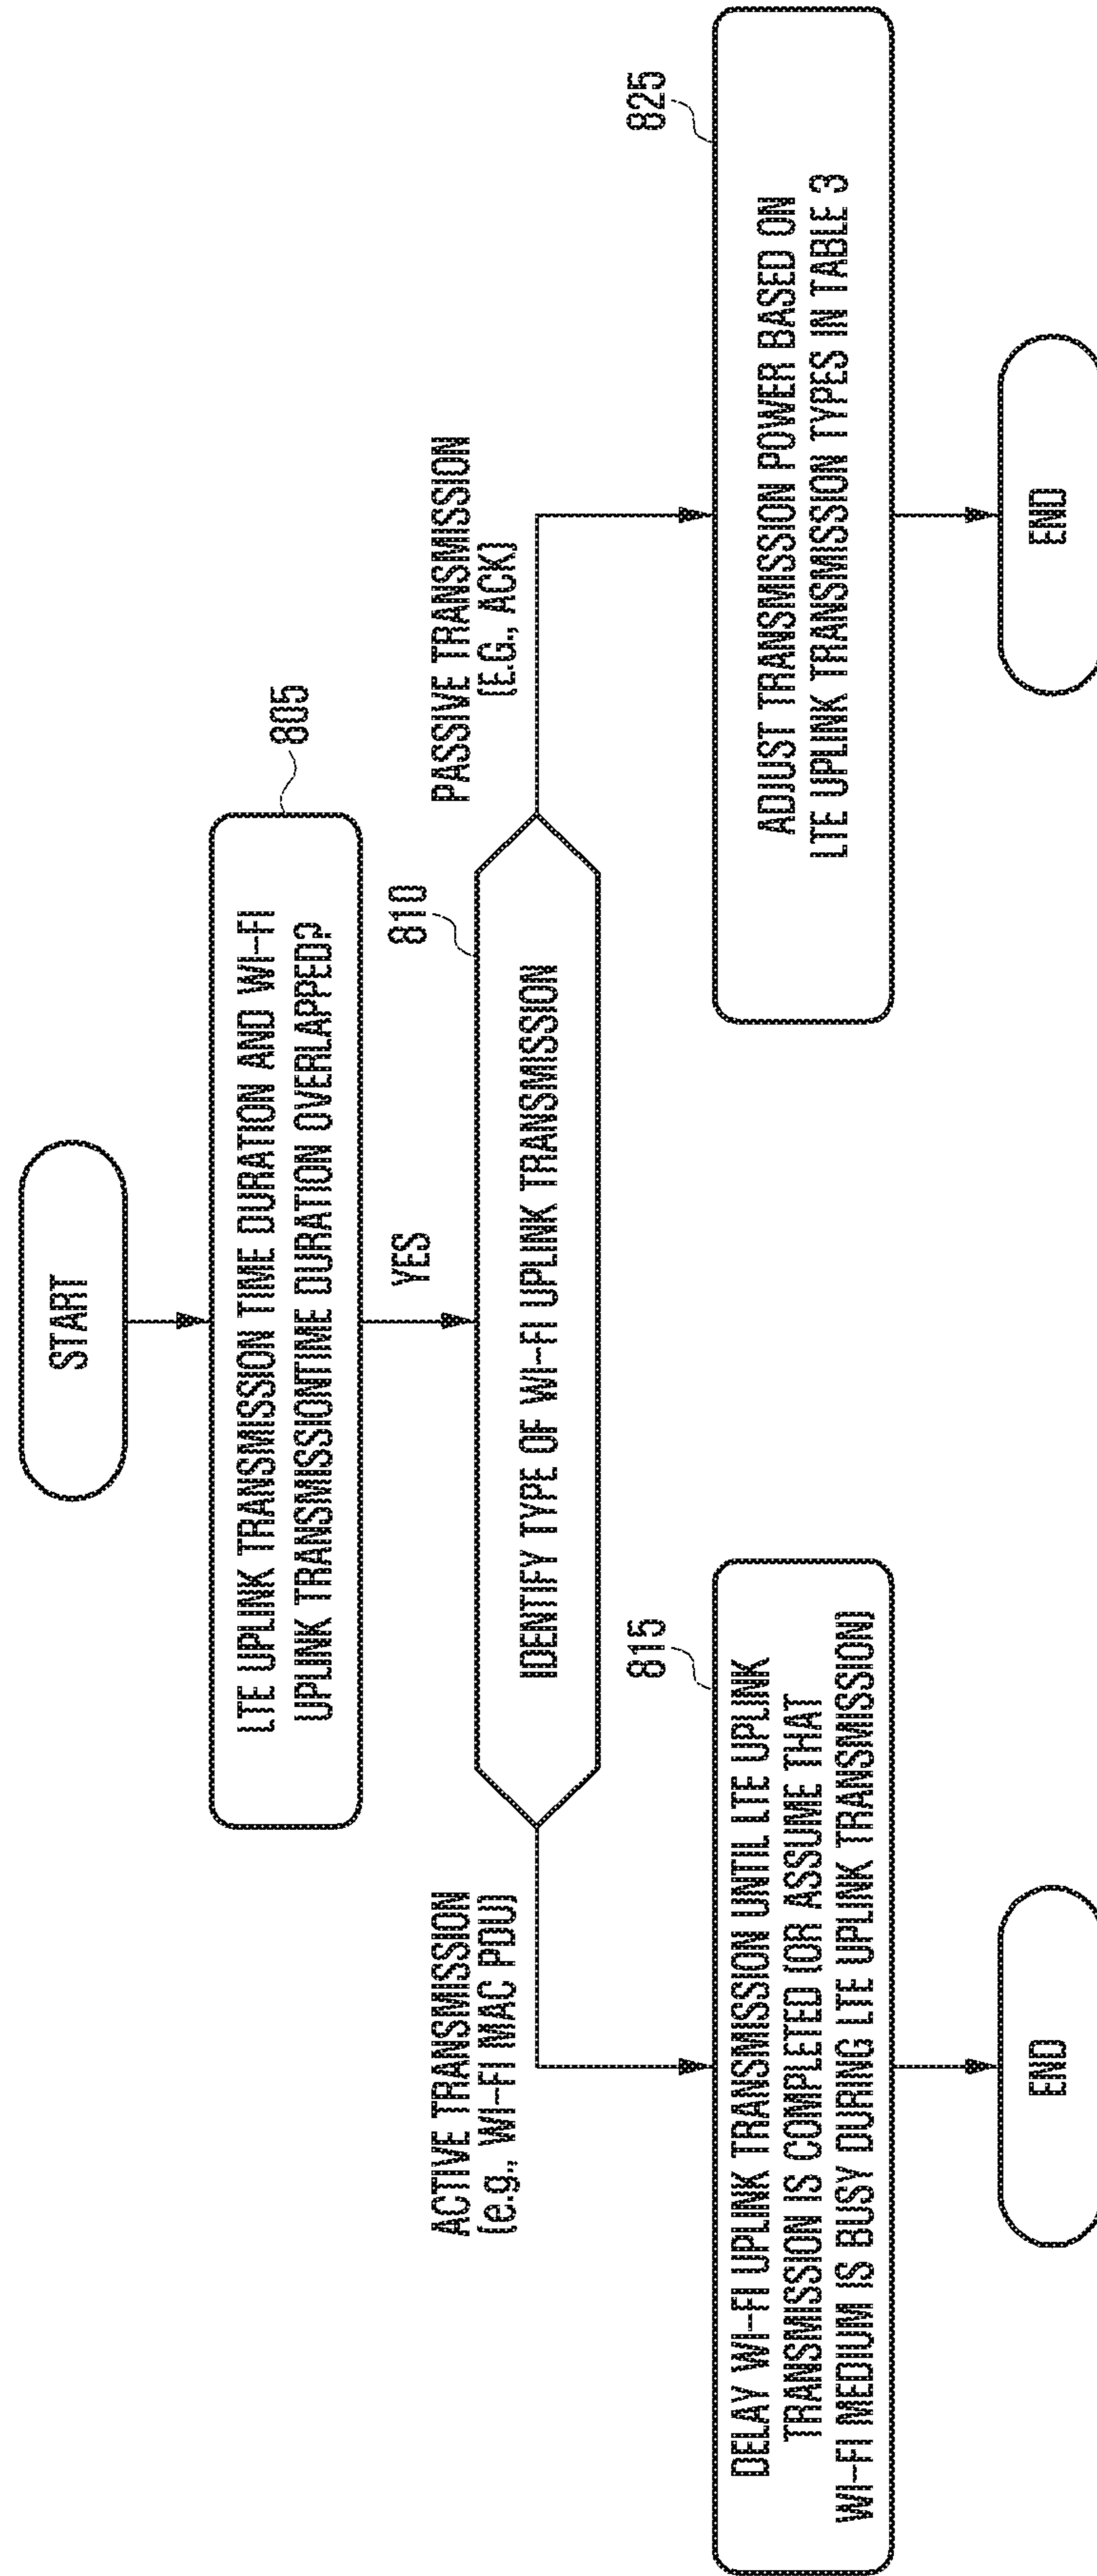 START
805
LTE UPLINK TRANSMISSION TIME DURATION AND WI-FI
UPLINK TRANSMISSIONTIME DURATION OVERLAPPED?
YES
810
IDENTIFY TYPE OF WI-FI UPLINK TRANSMISSION
ACTIVE TRANSMISSION
(e.g., WI-FI MAC PDU)
PASSIVE TRANSMISSION
(E.G., ACK)
815
DELAY WI-FI UPLINK TRANSMISSION UNTIL LTE UPLINK
TRANSMISSION IS COMPLETED (OR ASSUME THAT
WI-FI MEDIUM IS BUSY DURING LTE UPLINK TRANSMISSION)
825
ADJUST TRANSMISSION POWER BASED ON
LTE UPLINK TRANSMISSION TYPES IN TABLE 3
END
END